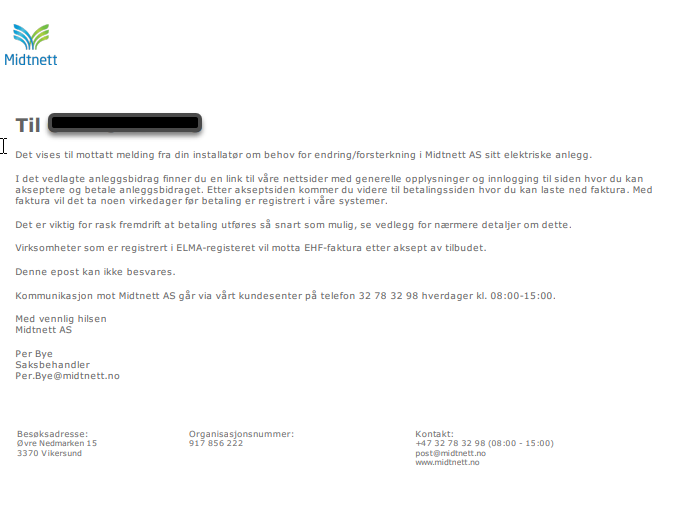 Midtnett
Til
Det vises til mottatt melding fra din installatør om behov for endring/forsterkning i Midtnett AS sitt elektriske anlegg.
I det vedlagte anleggsbidrag finner du en link til våre nettsider med generelle opplysninger og innlogging til siden hvor du kan
akseptere og betale anleggsbidraget. Etter akseptsiden kommer du videre til betalingssiden hvor du kan laste ned faktura. Med
faktura vil det ta noen virkedager før betaling er registrert i våre systemer.
Det er viktig for rask fremdrift at betaling utføres så snart som mulig, se vedlegg for nærmere detaljer om dette.
Virksomheter som er registrert i ELMA-registeret vil motta EHF-faktura etter aksept av tilbudet.
Denne epost kan ikke besvares.
Kommunikasjon mot Midtnett AS går via vårt kundesenter på telefon 32 78 32 98 hverdager kl. 08:00-15:00.
Med vennlig hilsen
Midtnett AS
Per Bye
Saksbehandler
Per.Bye@midtnett.no
Besøksadresse:
Øvre Nedmarken 15
3370 Vikersund
Organisasjonsnummer:
917 856 222
Kontakt:
+47 32 78 32 98 (08:00 - 15:00)
post@midtnett.no
www.midtnett.no